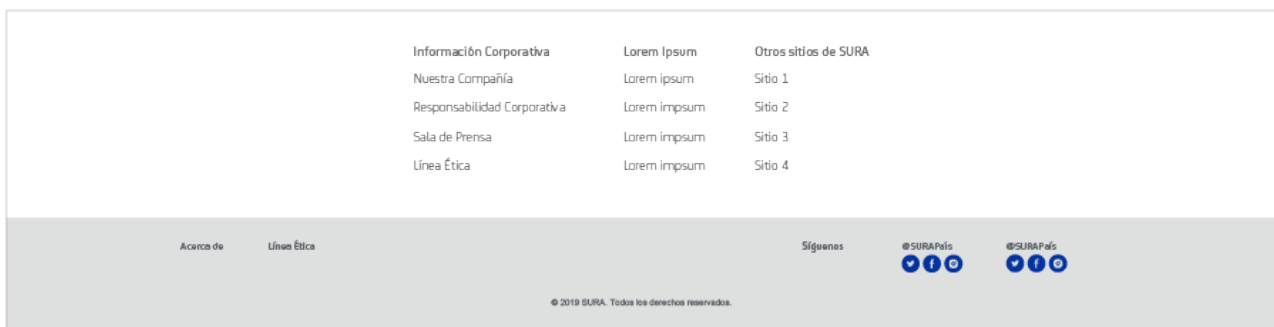 Información Corporativa
Nuestra Compañía
Responsabilidad Corporativa
Sala de Prensa
Línea Ética
Lorem Ipsum
Lorem ipsum
Lorem impsum
Lorem impsum
Lorem impsum
Otros sitios de SURA
Sitio 1
Sitio 2
Sitio 3
Sitio 4
Acerca de
Línea Ética
Síguenos
@SURAPaís
@SURAPaís
© 2019 SURA. Todos los derechos reservados.